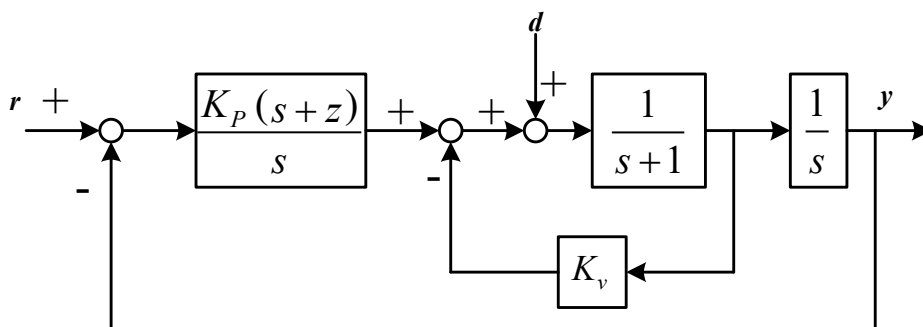 d
r + K_P (s + z) / s + + + 1 / s + 1 1 / s y
- -
K_v